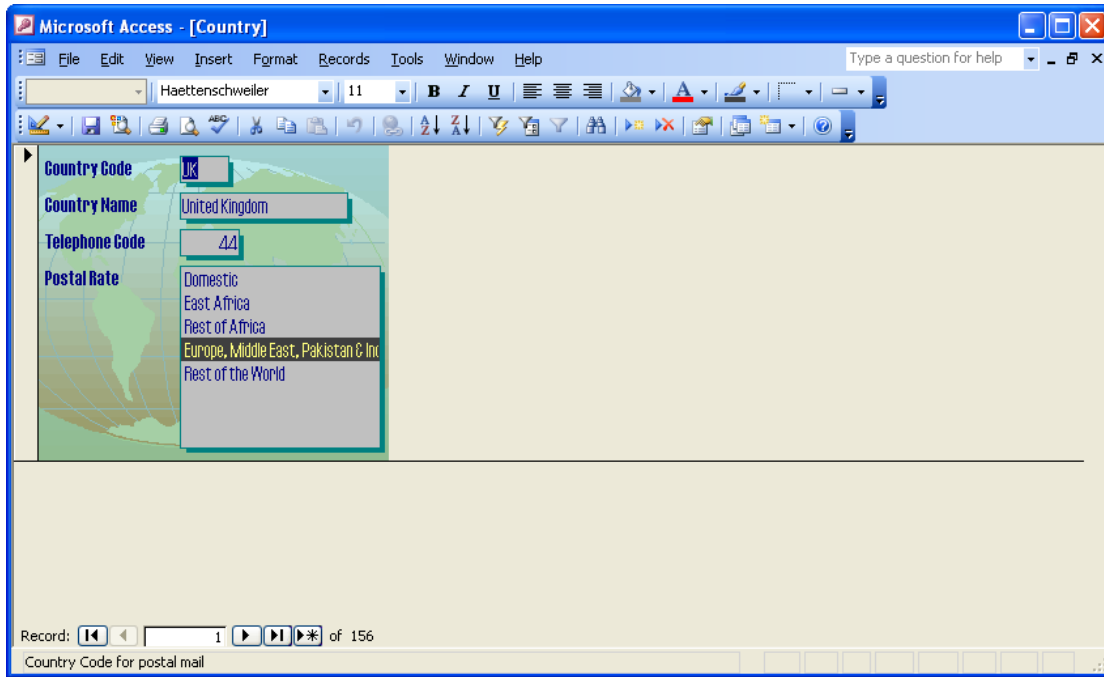 Microsoft Access - [Country]
File Edit View Insert Format Records Tools Window Help Type a question for help
Haettenschweiler 11 B I U A
ABC A Z Z A
Country Code UK
Country Name United Kingdom
Telephone Code 44
Postal Rate Domestic
East Africa
Rest of Africa
Europe, Middle East, Pakistan & Ind
Rest of the World
Record: 1 of 156
Country Code for postal mail